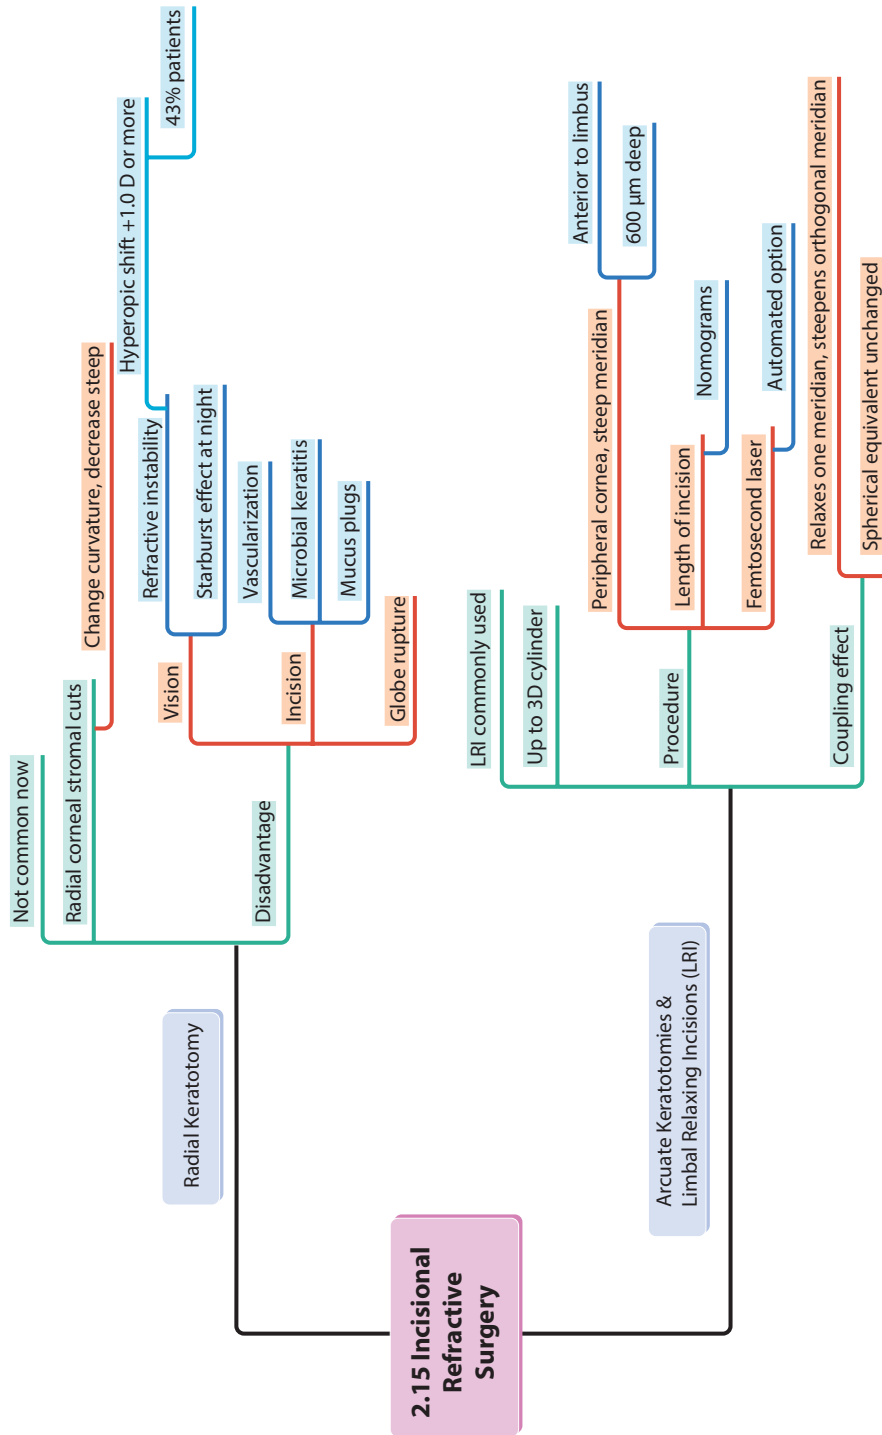 2.15 Incisional
Refractive
Surgery
Radial Keratotomy
Not common now
Radial corneal stromal cuts
Change curvature, decrease steep
Disadvantage
Vision
Refractive instability
Hyperopic shift +1.0 D or more
43% patients
Starburst effect at night
Incision
Vascularization
Microbial keratitis
Mucus plugs
Globe rupture
Arcuate Keratotomies &
Limbal Relaxing Incisions (LRI)
LRI commonly used
Up to 3D cylinder
Procedure
Peripheral cornea, steep meridian
Anterior to limbus
600 µm deep
Length of incision
Nomograms
Femtosecond laser
Automated option
Coupling effect
Relaxes one meridian, steepens orthogonal meridian
Spherical equivalent unchanged